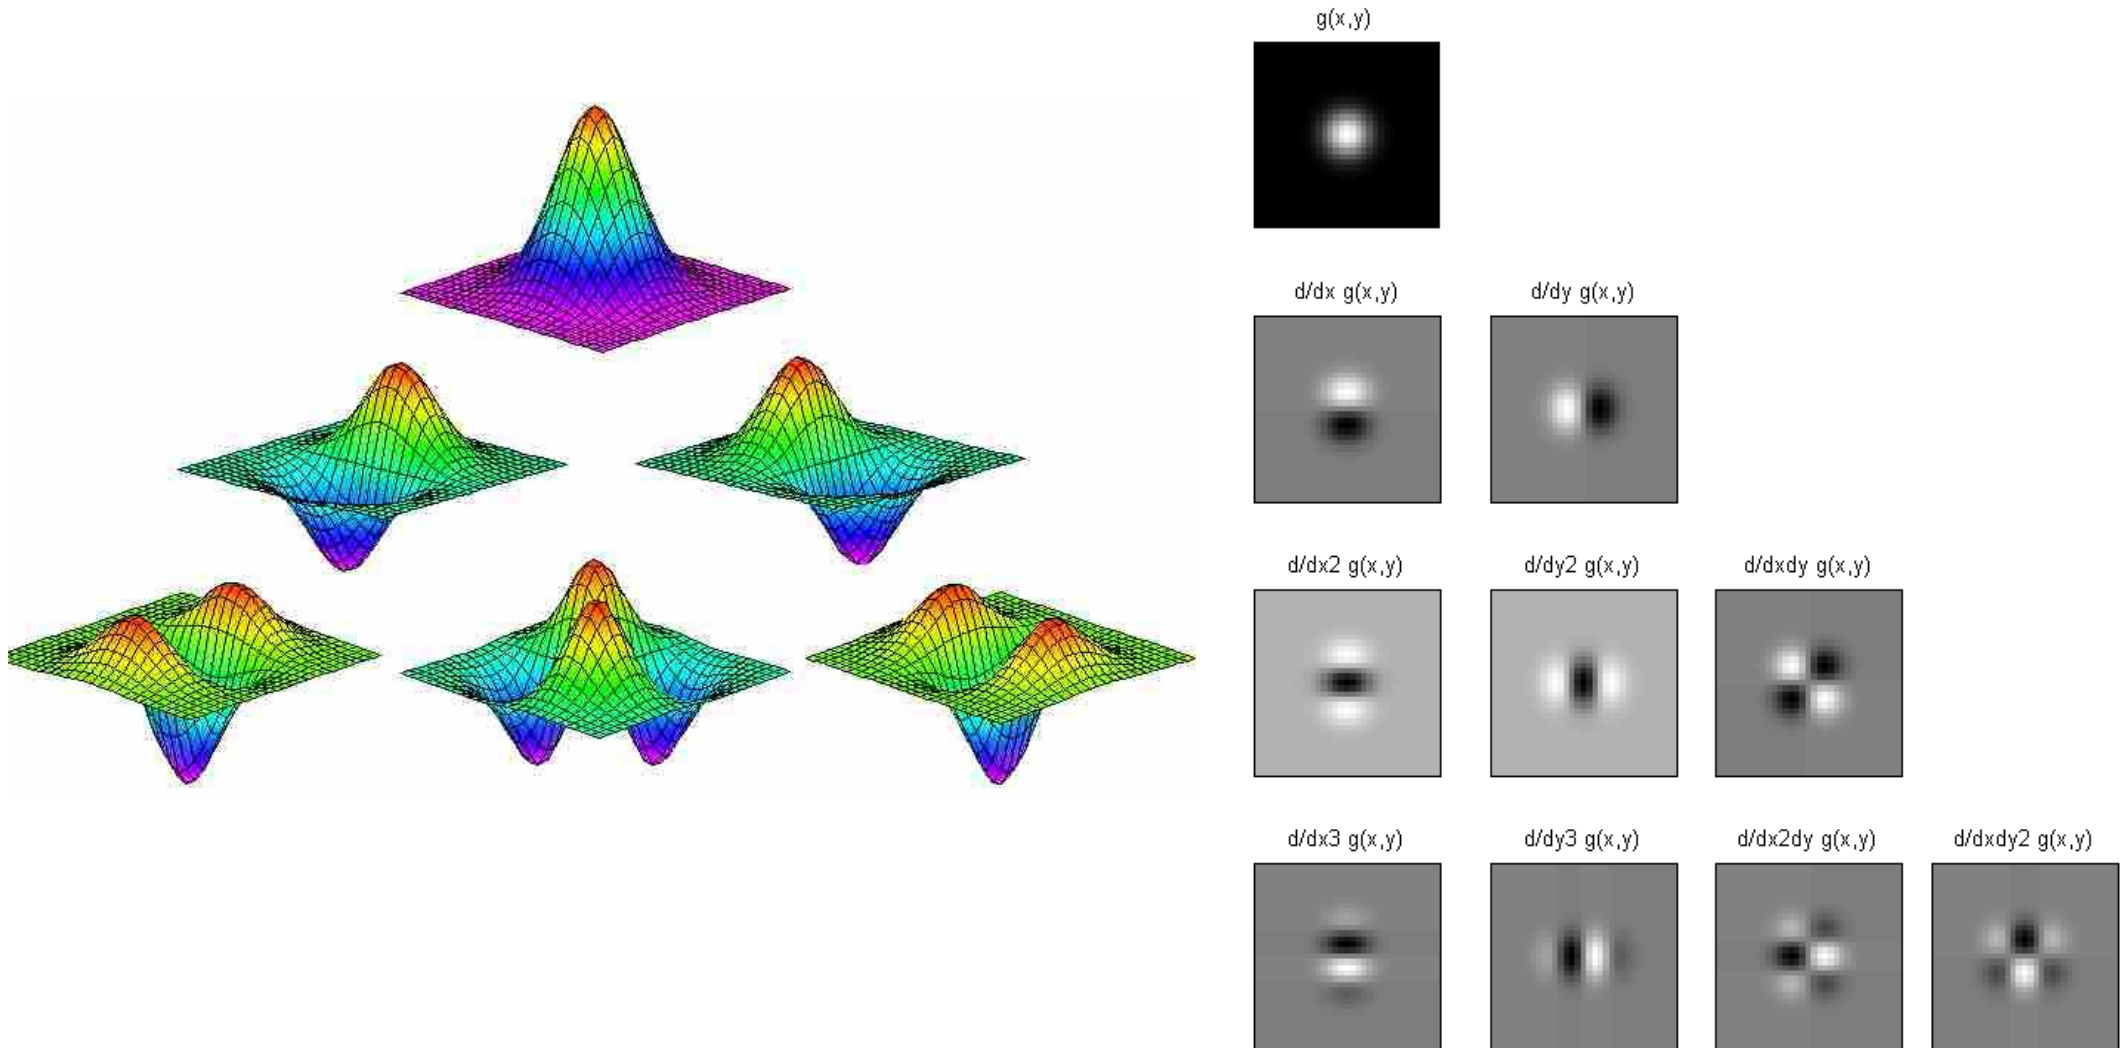 g(x,y)
d/dx g(x,y) d/dy g(x,y)
d/dx2 g(x,y) d/dy2 g(x,y) d/dxdy g(x,y)
d/dx3 g(x,y) d/dy3 g(x,y) d/dx2dy g(x,y) d/dxdy2 g(x,y)